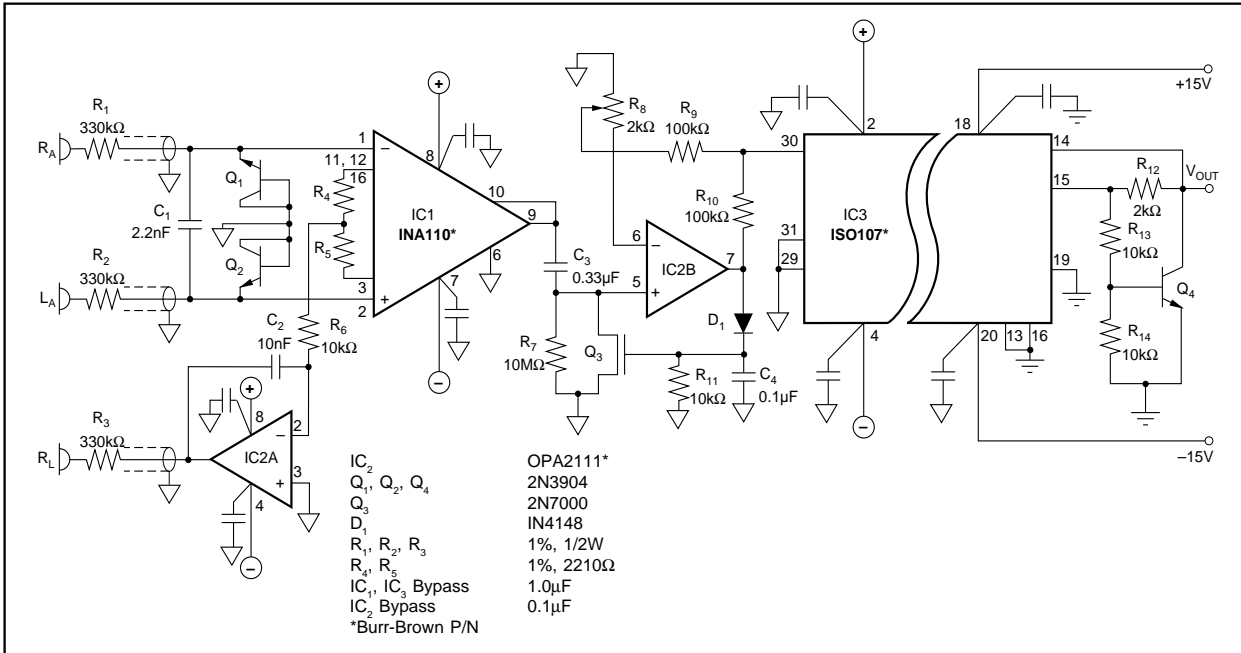 R1
330kΩ
RA
R2
330kΩ
LA
C1
2.2nF
Q1
Q2
1
11, 12
16
R4
R5
3
2
−
+
8
IC1
INA110*
10
9
6
7
+
−
C2
10nF
R6
10kΩ
R3
330kΩ
RL
+
8
2
3
−
+
IC2A
4
−
C3
0.33µF
R7
10MΩ
Q3
R8
2kΩ
R9
100kΩ
R10
100kΩ
6
5
−
+
IC2B
7
D1
R11
10kΩ
C4
0.1µF
+
2
30
31
29
IC3
ISO107*
4
−
18
+15V
14
15
R12
2kΩ
VOUT
R13
10kΩ
19
Q4
R14
10kΩ
20
13
16
–15V
IC2 OPA2111*
Q1, Q2, Q4 2N3904
Q3 2N7000
D1 IN4148
R1, R2, R3 1%, 1/2W
R4, R5 1%, 2210Ω
IC1, IC3 Bypass 1.0µF
IC2 Bypass 0.1µF
*Burr-Brown P/N